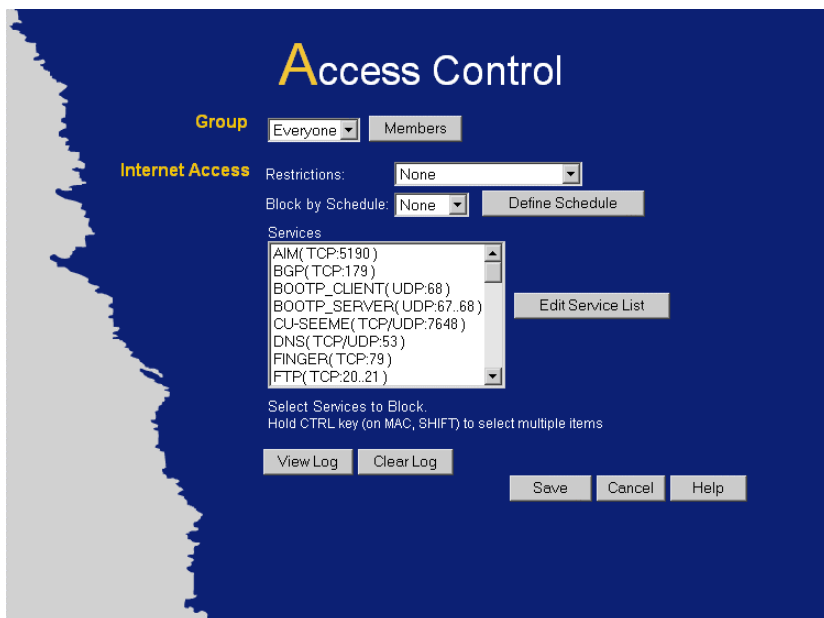 Access Control
Group
Everyone
Members
Internet Access
Restrictions:
None
Block by Schedule:
None
Define Schedule
Services
AIM(TCP:5190)
BGP(TCP:179)
BOOTP_CLIENT(UDP:68)
BOOTP_SERVER(UDP:67..68)
CU-SEEME(TCP/UDP:7648)
DNS(TCP/UDP:53)
FINGER(TCP:79)
FTP(TCP:20..21)
Edit Service List
Select Services to Block.
Hold CTRL key (on MAC, SHIFT) to select multiple items
View Log
Clear Log
Save
Cancel
Help